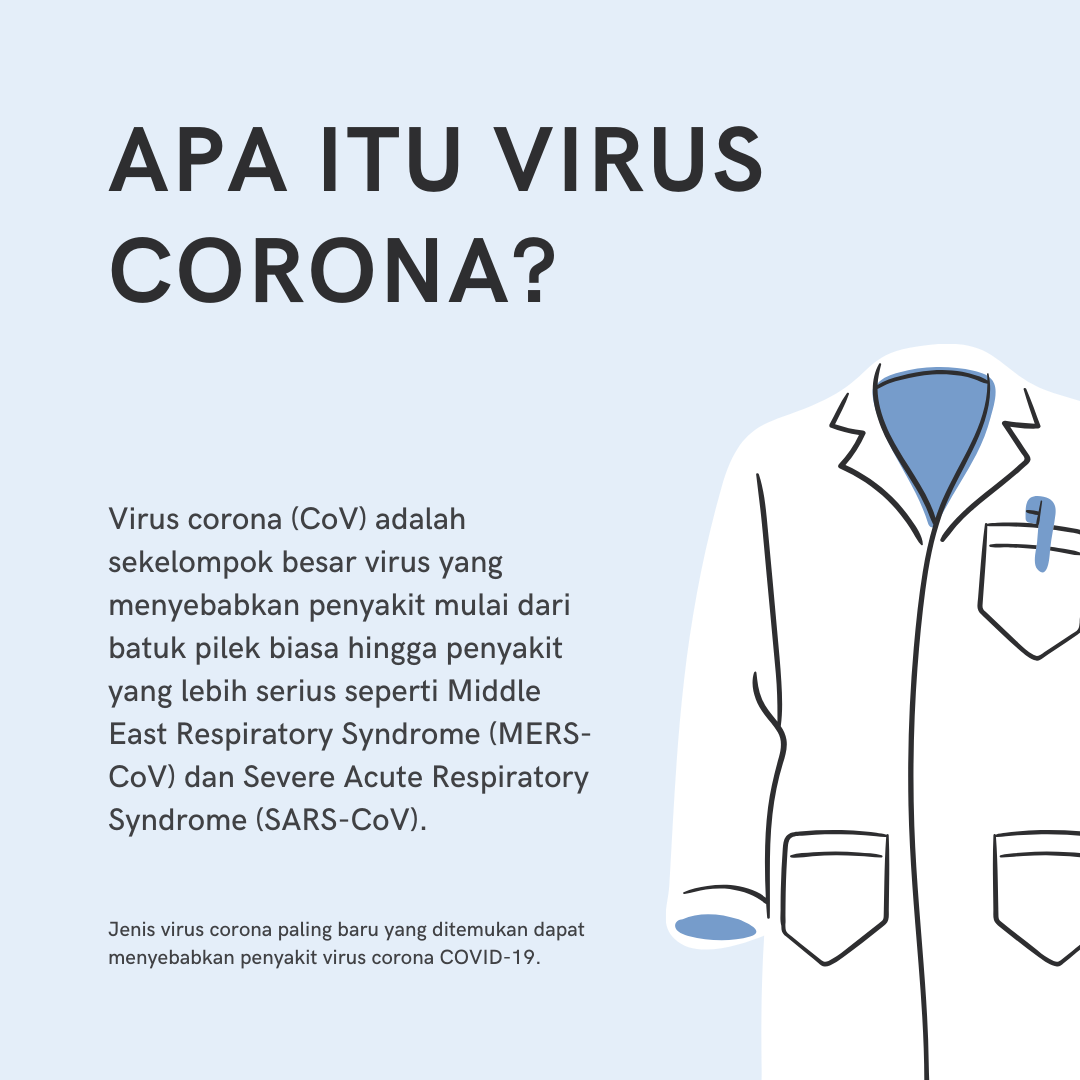 APA ITU VIRUS
CORONA?
Virus corona (CoV) adalah
sekelompok besar virus yang
menyebabkan penyakit mulai dari
batuk pilek biasa hingga penyakit
yang lebih serius seperti Middle
East Respiratory Syndrome (MERS-
CoV) dan Severe Acute Respiratory
Syndrome (SARS-CoV).
Jenis virus corona paling baru yang ditemukan dapat
menyebabkan penyakit virus corona COVID-19.